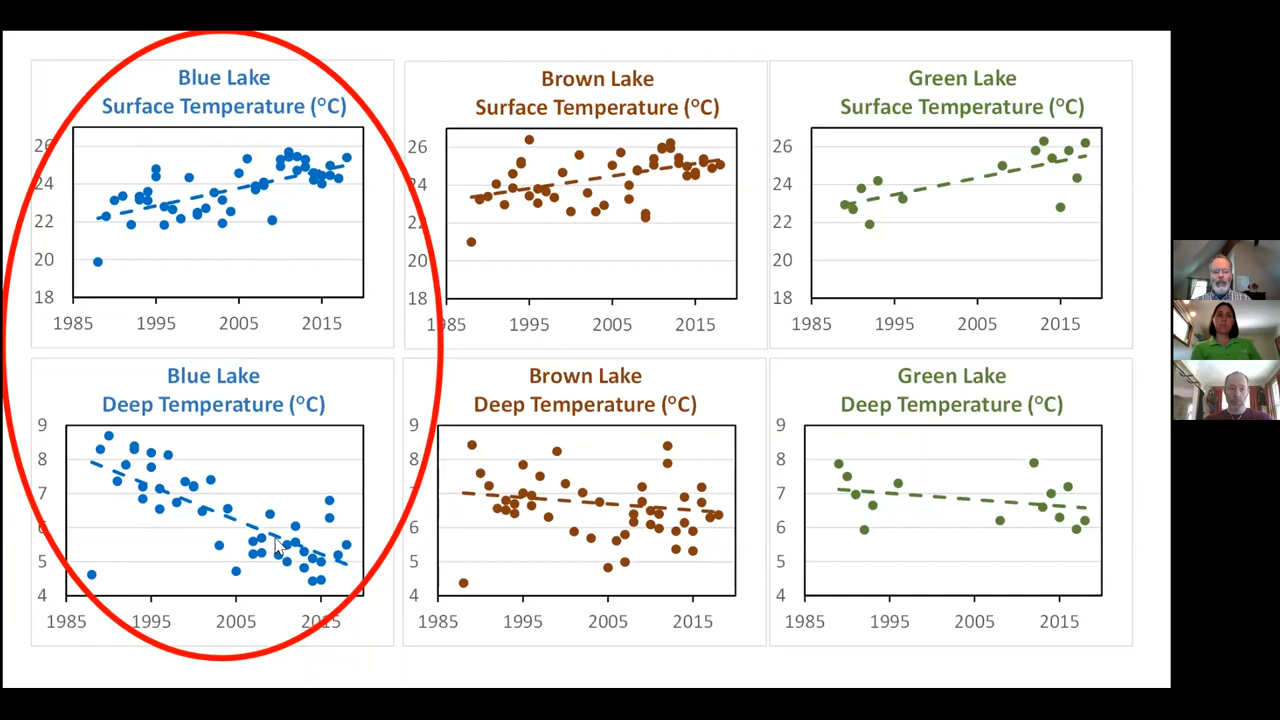 Blue Lake
Surface Temperature (°C)
26
24
22
20
18
1985 1995 2005 2015
Brown Lake
Surface Temperature (°C)
26
24
22
20
18
1985 1995 2005 2015
Green Lake
Surface Temperature (°C)
26
24
22
20
18
1985 1995 2005 2015
Blue Lake
Deep Temperature (°C)
9
8
7
6
5
4
1985 1995 2005 2015
Brown Lake
Deep Temperature (°C)
9
8
7
6
5
4
1985 1995 2005 2015
Green Lake
Deep Temperature (°C)
9
8
7
6
5
4
1985 1995 2005 2015